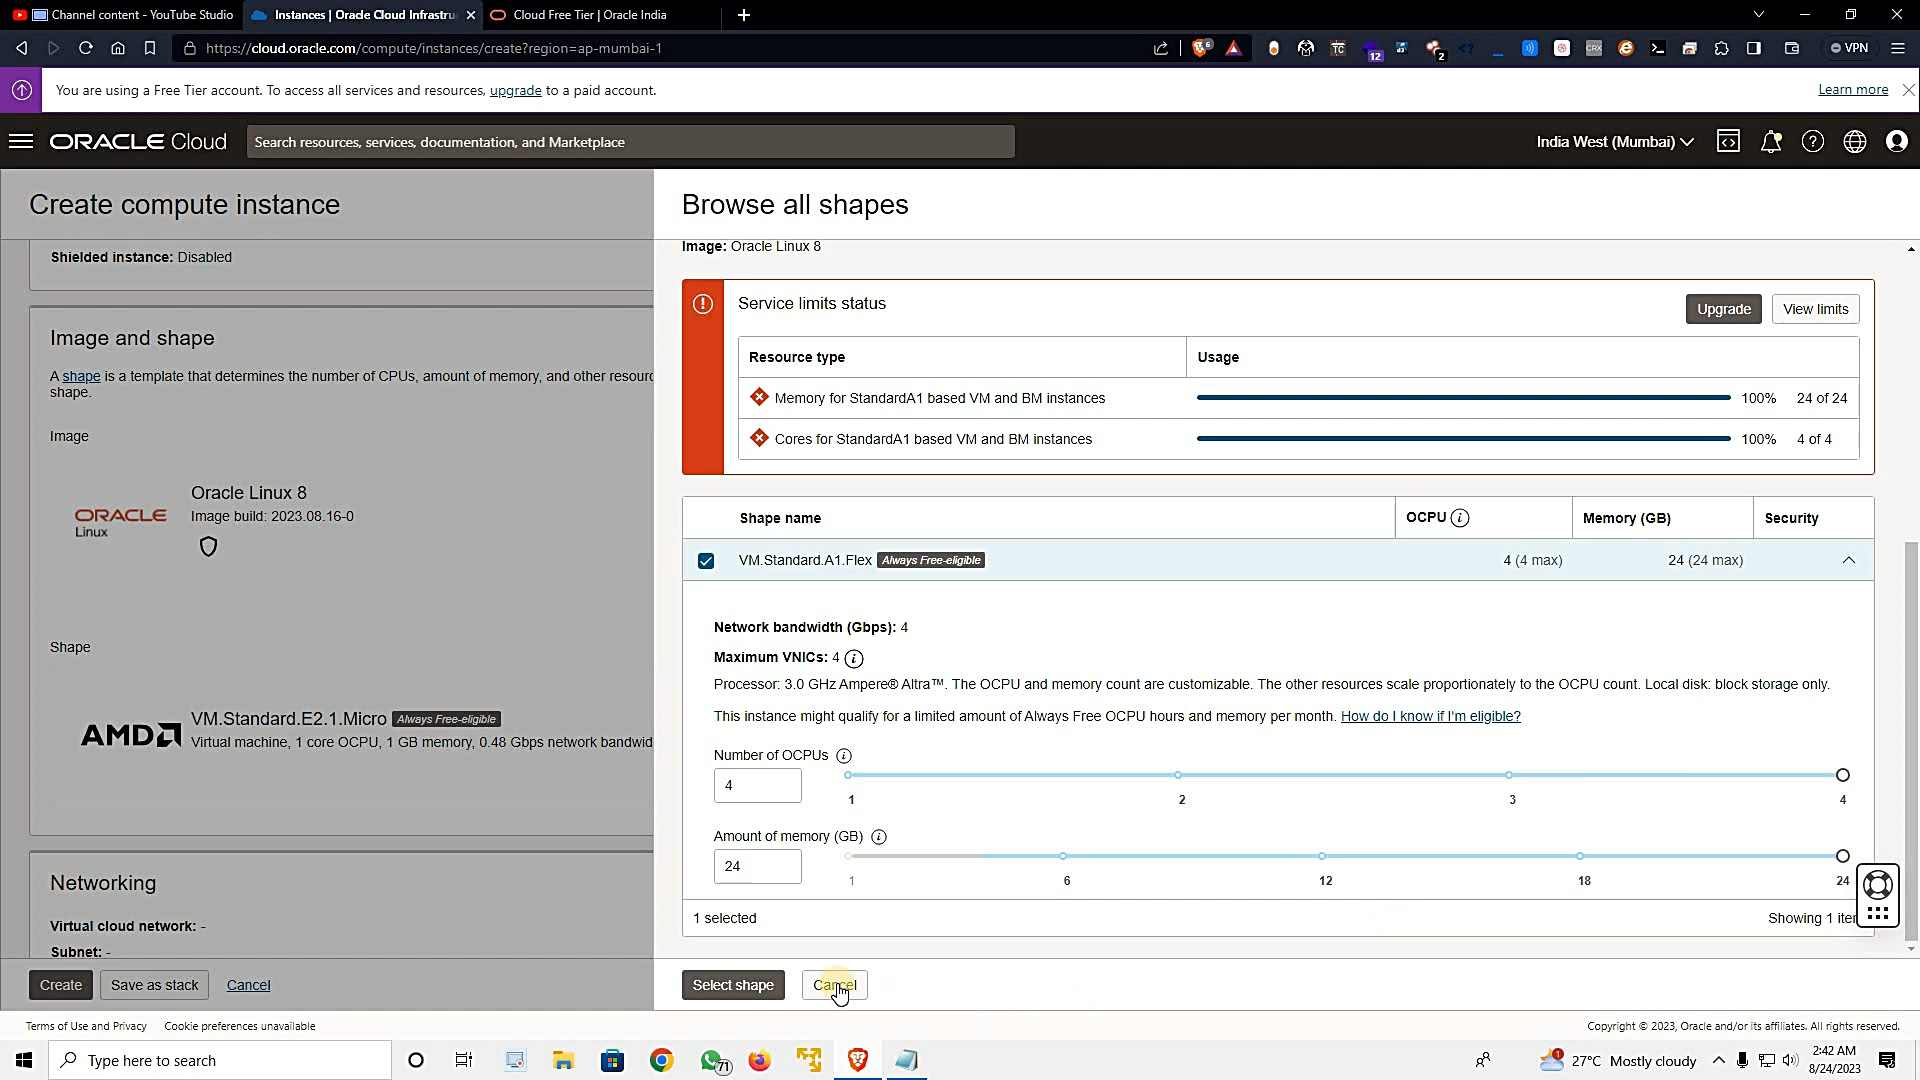 Channel content - YouTube Studio
Instances | Oracle Cloud Infrastru
Cloud Free Tier | Oracle India
https://cloud.oracle.com/compute/instances/create?region=ap-mumbai-1
6
TC
12
2
CRX
VPN
You are using a Free Tier account. To access all services and resources, upgrade to a paid account.
Learn more
ORACLE Cloud
Search resources, services, documentation, and Marketplace
India West (Mumbai)
Create compute instance
Shielded instance: Disabled
Image and shape
A shape is a template that determines the number of CPUs, amount of memory, and other resourc
shape.
Image
ORACLE
Linux
Oracle Linux 8
Image build: 2023.08.16-0
Shape
AMD
VM.Standard.E2.1.Micro Always Free-eligible
Virtual machine, 1 core OCPU, 1 GB memory, 0.48 Gbps network bandwid
Networking
Virtual cloud network: -
Subnet: -
Create
Save as stack
Cancel
Browse all shapes
Image: Oracle Linux 8
Service limits status
Upgrade
View limits
Resource type
Usage
Memory for StandardA1 based VM and BM instances
100%
24 of 24
Cores for StandardA1 based VM and BM instances
100%
4 of 4
Shape name
OCPU
Memory (GB)
Security
VM.Standard.A1.Flex Always Free-eligible
4 (4 max)
24 (24 max)
Network bandwidth (Gbps): 4
Maximum VNICs: 4
Processor: 3.0 GHz Ampere® Altra™. The OCPU and memory count are customizable. The other resources scale proportionately to the OCPU count. Local disk: block storage only.
This instance might qualify for a limited amount of Always Free OCPU hours and memory per month. How do I know if I'm eligible?
Number of OCPUs
4
1 2 3 4
Amount of memory (GB)
24
1 6 12 18 24
1 selected
Showing 1 iter
Select shape
Cancel
Terms of Use and Privacy
Cookie preferences unavailable
Copyright © 2023, Oracle and/or its affiliates. All rights reserved.
Type here to search
71
1
27°C Mostly cloudy
2:42 AM
8/24/2023